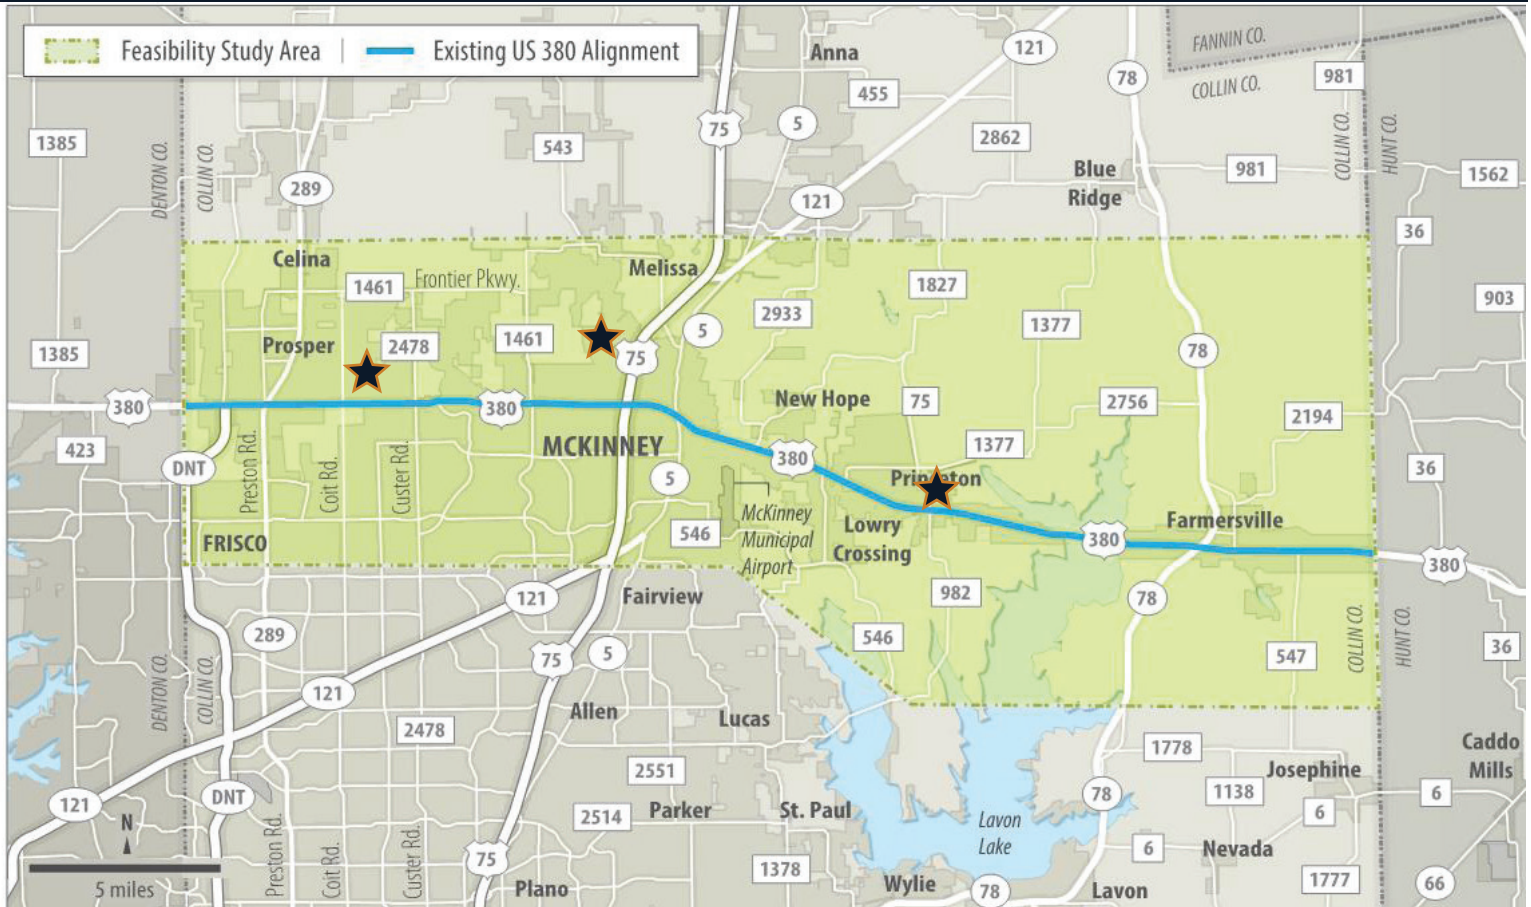 Feasibility Study Area | Existing US 380 Alignment
Anna
121
FANNIN CO.
COLLIN CO.
78
981
455
75
5
2862
1385
543
DENTON CO.
COLLIN CO.
COLLIN CO.
HUNT CO.
Blue
Ridge
981
1562
289
121
36
Celina
Melissa
1461
Frontier Pkwy.
1827
2933
903
1377
Prosper
2478
1461
5
75
78
1385
380
380
New Hope
75
2756
2194
423
MCKINNEY
1377
DNT
Preston Rd.
Coit Rd.
Custer Rd.
380
36
5
Princeton
McKinney
Municipal
Airport
546
Lowry
Crossing
380
Farmersville
FRISCO
380
121
Fairview
982
78
289
75
5
546
547
COLLIN CO.
HUNT CO.
36
DENTON CO.
COLLIN CO.
121
Allen
Lucas
2478
1778
Caddo
Mills
2551
Josephine
121
DNT
2514
Parker
St. Paul
78
1138
6
6
N
Lavon
Lake
Preston Rd.
Coit Rd.
Custer Rd.
75
6
Nevada
5 miles
Plano
1378
Wylie
78
Lavon
1777
66